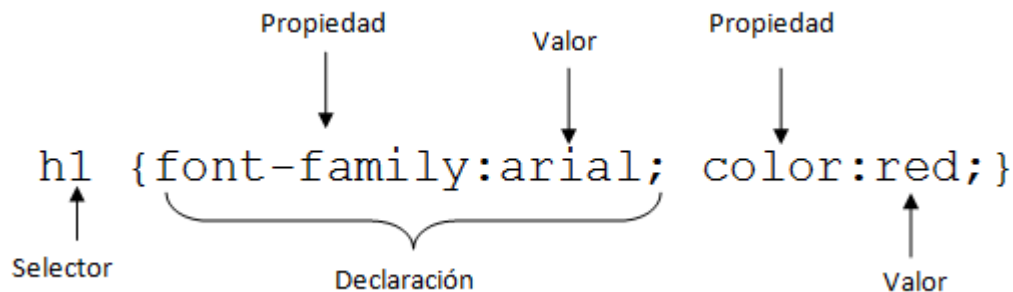 Propiedad Valor Propiedad
h1 {font-family:arial; color:red;}
Selector Declaración Valor